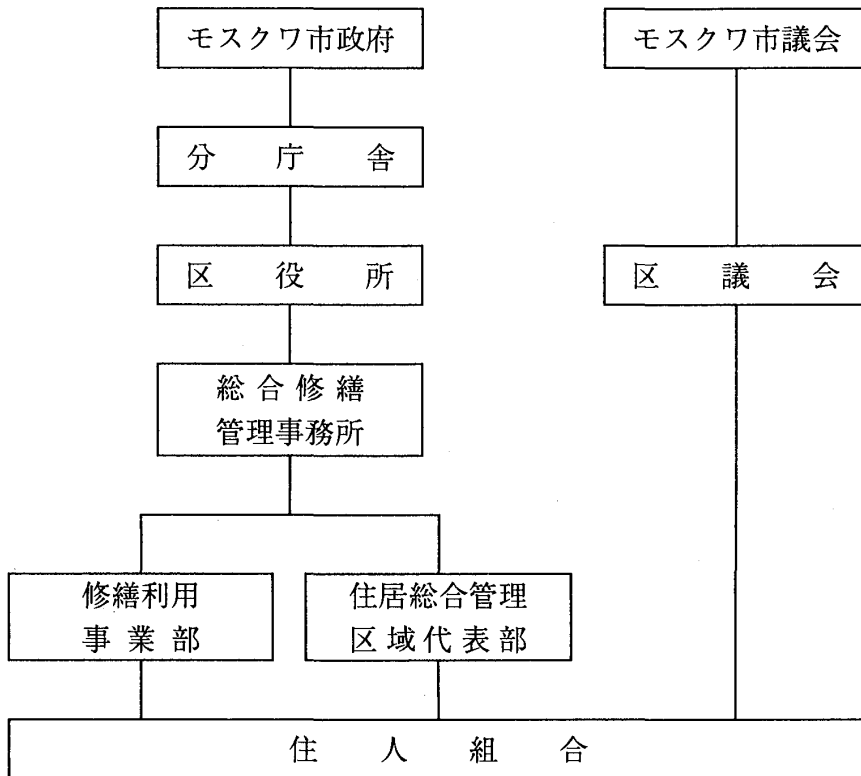 モスクワ市政府
モスクワ市議会
分庁舎
区役所
区議会
総合修繕
管理事務所
修繕利用
事業部
住居総合管理
区域代表部
住人組合